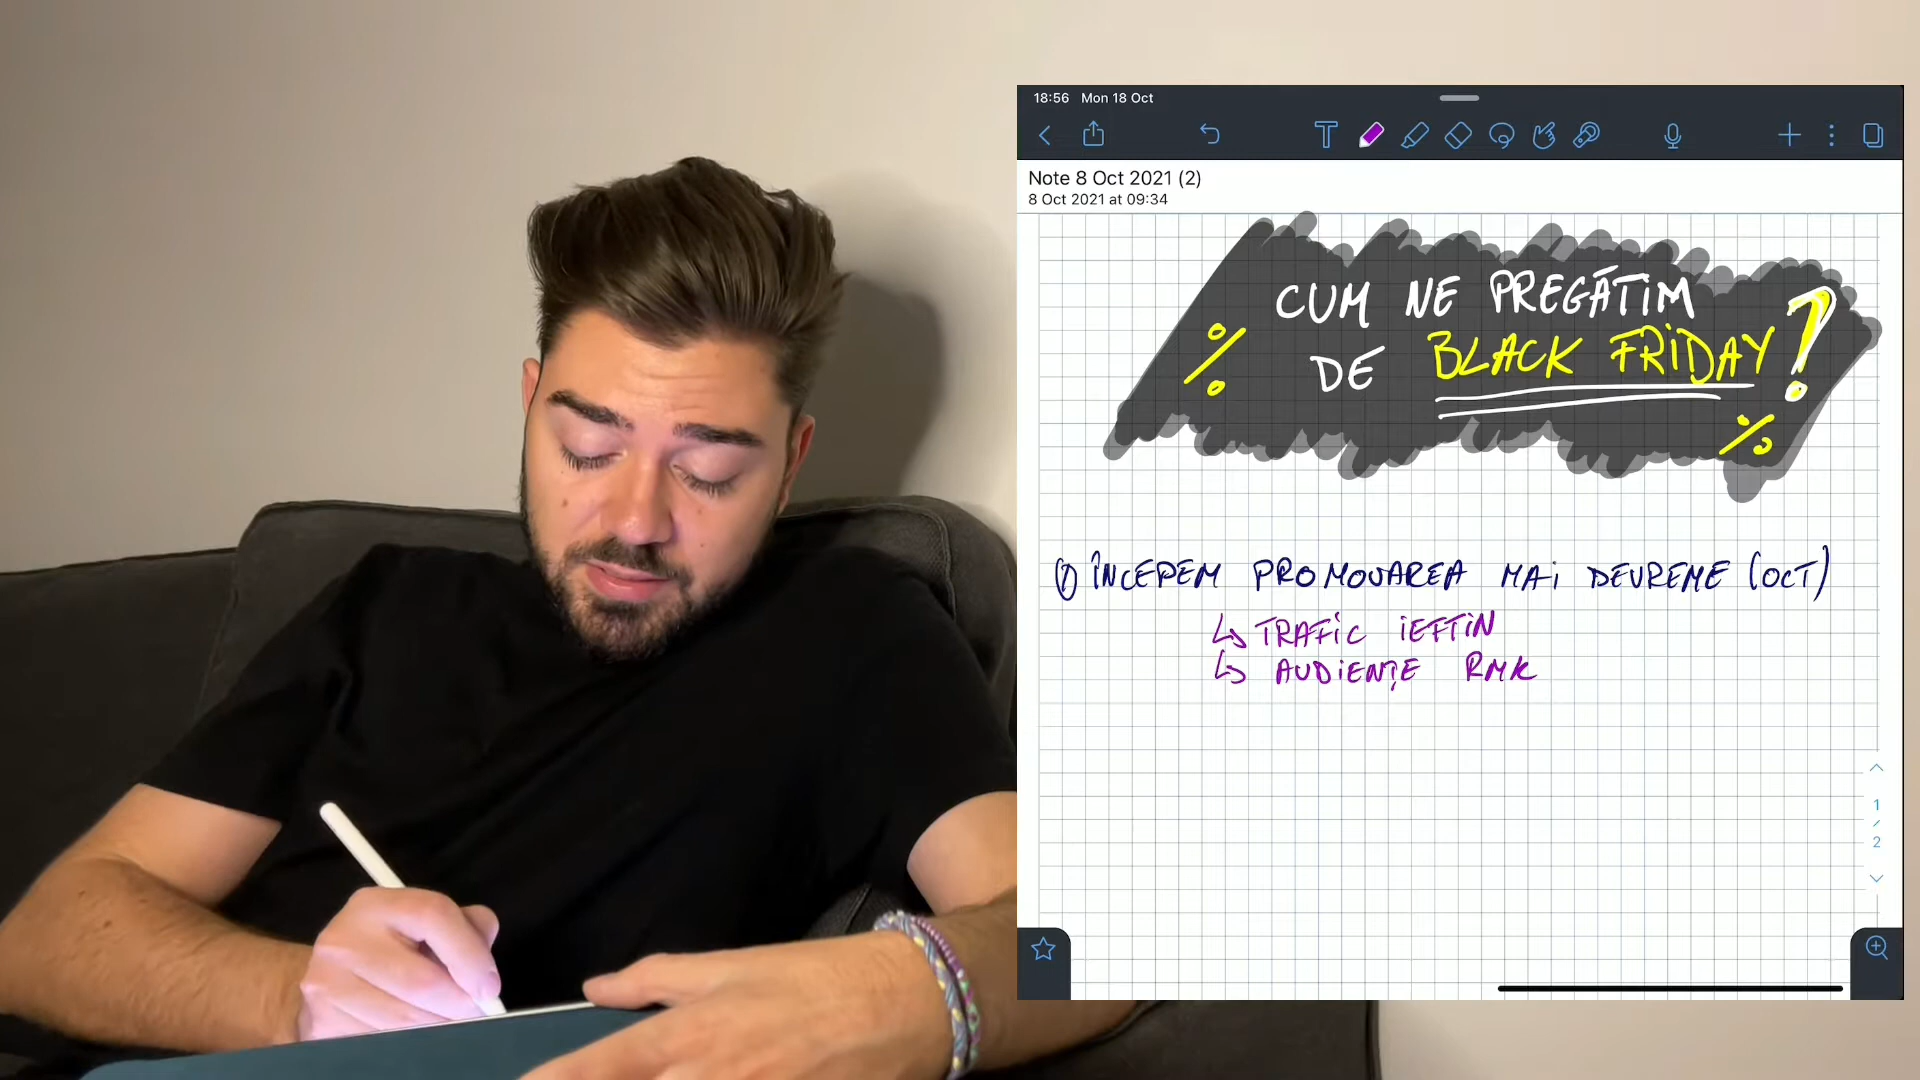 18:56 Mon 18 Oct
T
Note 8 Oct 2021 (2)
8 Oct 2021 at 09:34
CUM NE PREGĂTIM
% DE BLACK FRIDAY?
%
① ÎNCEPEM PROMOVAREA MAI DEVREME (OCT)
↳ TRAFIC IEFTIN
↳ AUDIENȚE RMK
1
/
2